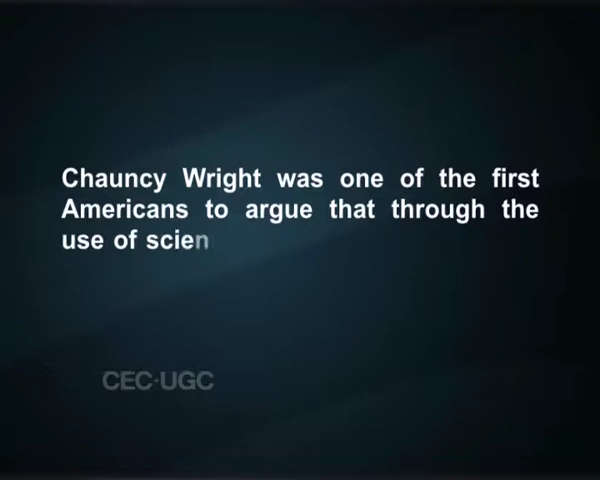 Chauncy Wright was one of the first
Americans to argue that through the
use of scien
CEC-UGC